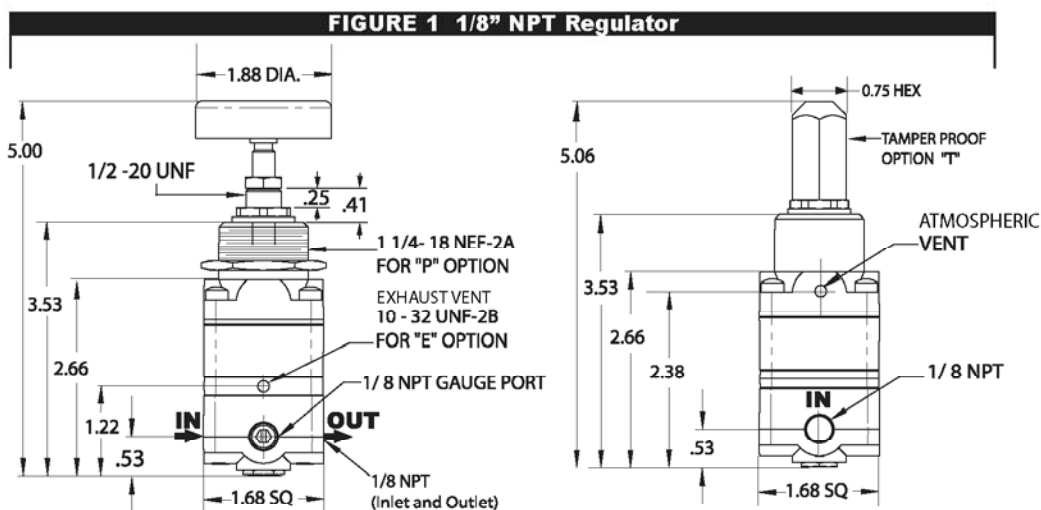 FIGURE 1 1/8" NPT Regulator
1.88 DIA.
5.00
1/2 -20 UNF
.25
.41
1 1/4- 18 NEF-2A
FOR "P" OPTION
3.53
EXHAUST VENT
10 - 32 UNF-2B
FOR "E" OPTION
2.66
1/ 8 NPT GAUGE PORT
1.22
IN
OUT
.53
1/8 NPT
(Inlet and Outlet)
1.68 SQ
0.75 HEX
5.06
TAMPER PROOF
OPTION "T"
ATMOSPHERIC
VENT
3.53
2.66
2.38
1/ 8 NPT
IN
.53
1.68 SQ